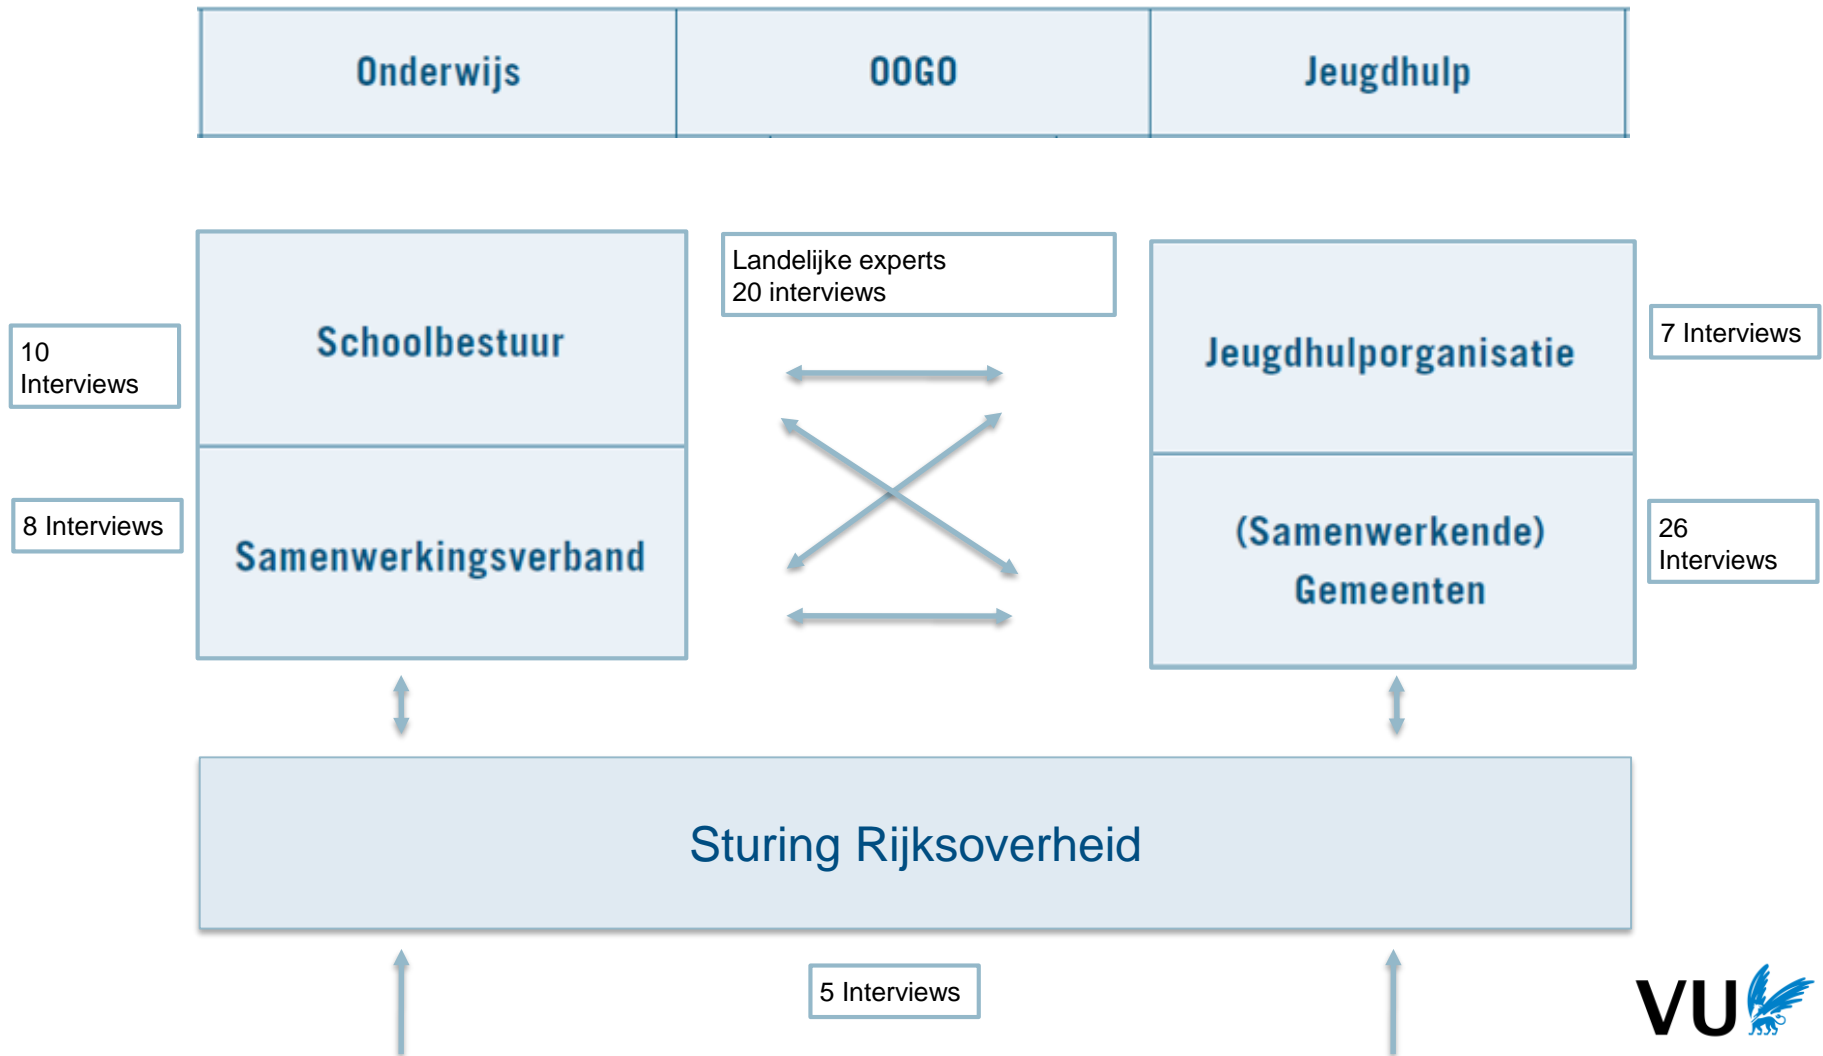 Onderwijs
OOGO
Jeugdhulp
Landelijke experts
20 interviews
Schoolbestuur
10
Interviews
Jeugdhulporganisatie
7 Interviews
Samenwerkingsverband
8 Interviews
(Samenwerkende)
Gemeenten
26
Interviews
Sturing Rijksoverheid
5 Interviews
VU